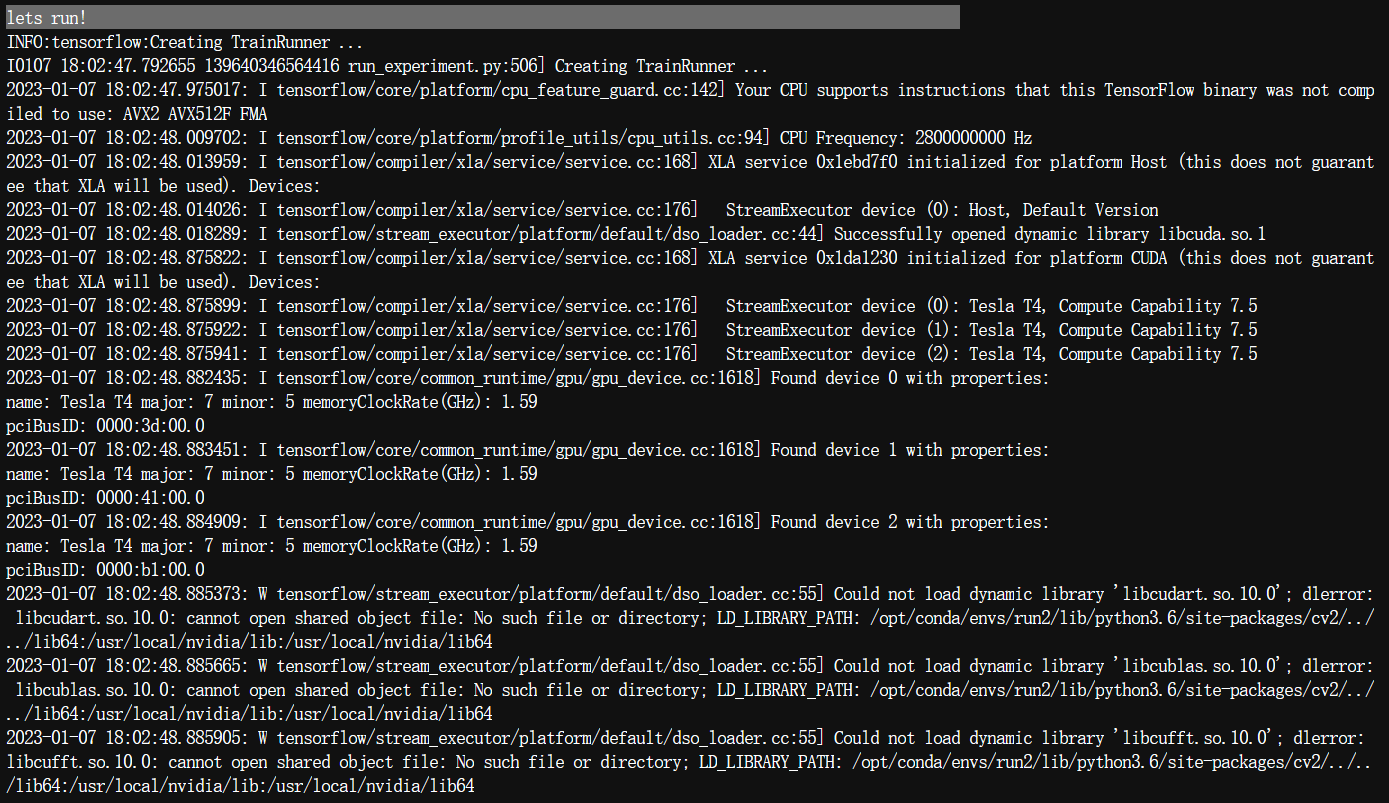 lets run!
INFO:tensorflow:Creating TrainRunner ...
I0107 18:02:47.792655 139640346564416 run_experiment.py:506] Creating TrainRunner ...
2023-01-07 18:02:47.975017: I tensorflow/core/platform/cpu_feature_guard.cc:142] Your CPU supports instructions that this TensorFlow binary was not comp
iled to use: AVX2 AVX512F FMA
2023-01-07 18:02:48.009702: I tensorflow/core/platform/profile_utils/cpu_utils.cc:94] CPU Frequency: 2800000000 Hz
2023-01-07 18:02:48.013959: I tensorflow/compiler/xla/service/service.cc:168] XLA service 0x1ebd7f0 initialized for platform Host (this does not guarant
ee that XLA will be used). Devices:
2023-01-07 18:02:48.014026: I tensorflow/compiler/xla/service/service.cc:176]   StreamExecutor device (0): Host, Default Version
2023-01-07 18:02:48.018289: I tensorflow/stream_executor/platform/default/dso_loader.cc:44] Successfully opened dynamic library libcuda.so.1
2023-01-07 18:02:48.875822: I tensorflow/compiler/xla/service/service.cc:168] XLA service 0x1da1230 initialized for platform CUDA (this does not guarant
ee that XLA will be used). Devices:
2023-01-07 18:02:48.875899: I tensorflow/compiler/xla/service/service.cc:176]   StreamExecutor device (0): Tesla T4, Compute Capability 7.5
2023-01-07 18:02:48.875922: I tensorflow/compiler/xla/service/service.cc:176]   StreamExecutor device (1): Tesla T4, Compute Capability 7.5
2023-01-07 18:02:48.875941: I tensorflow/compiler/xla/service/service.cc:176]   StreamExecutor device (2): Tesla T4, Compute Capability 7.5
2023-01-07 18:02:48.882435: I tensorflow/core/common_runtime/gpu/gpu_device.cc:1618] Found device 0 with properties:
name: Tesla T4 major: 7 minor: 5 memoryClockRate(GHz): 1.59
pciBusID: 0000:3d:00.0
2023-01-07 18:02:48.883451: I tensorflow/core/common_runtime/gpu/gpu_device.cc:1618] Found device 1 with properties:
name: Tesla T4 major: 7 minor: 5 memoryClockRate(GHz): 1.59
pciBusID: 0000:41:00.0
2023-01-07 18:02:48.884909: I tensorflow/core/common_runtime/gpu/gpu_device.cc:1618] Found device 2 with properties:
name: Tesla T4 major: 7 minor: 5 memoryClockRate(GHz): 1.59
pciBusID: 0000:b1:00.0
2023-01-07 18:02:48.885373: W tensorflow/stream_executor/platform/default/dso_loader.cc:55] Could not load dynamic library 'libcudart.so.10.0'; dlerror:
 libcudart.so.10.0: cannot open shared object file: No such file or directory; LD_LIBRARY_PATH: /opt/conda/envs/run2/lib/python3.6/site-packages/cv2/../
../lib64:/usr/local/nvidia/lib:/usr/local/nvidia/lib64
2023-01-07 18:02:48.885665: W tensorflow/stream_executor/platform/default/dso_loader.cc:55] Could not load dynamic library 'libcublas.so.10.0'; dlerror:
 libcublas.so.10.0: cannot open shared object file: No such file or directory; LD_LIBRARY_PATH: /opt/conda/envs/run2/lib/python3.6/site-packages/cv2/../
../lib64:/usr/local/nvidia/lib:/usr/local/nvidia/lib64
2023-01-07 18:02:48.885905: W tensorflow/stream_executor/platform/default/dso_loader.cc:55] Could not load dynamic library 'libcufft.so.10.0'; dlerror:
libcufft.so.10.0: cannot open shared object file: No such file or directory; LD_LIBRARY_PATH: /opt/conda/envs/run2/lib/python3.6/site-packages/cv2/../..
/lib64:/usr/local/nvidia/lib:/usr/local/nvidia/lib64